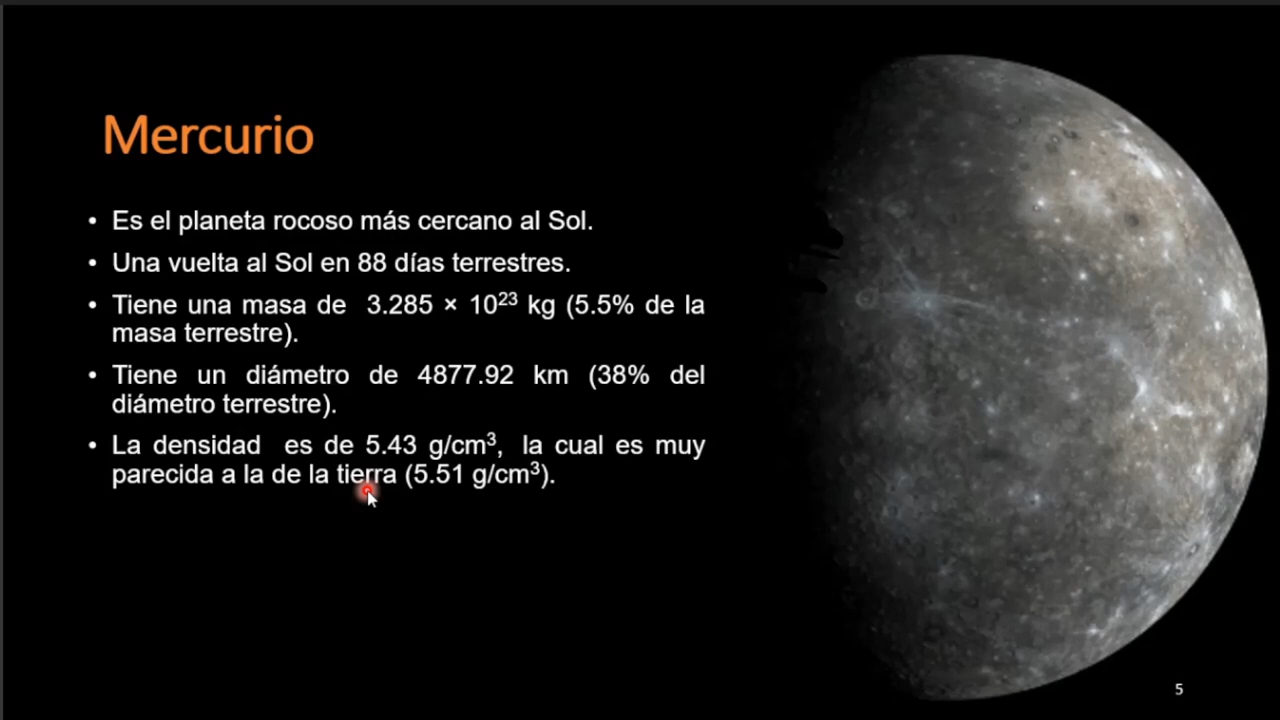 Mercurio
• Es el planeta rocoso más cercano al Sol.
• Una vuelta al Sol en 88 días terrestres.
• Tiene una masa de 3.285 × 10²³ kg (5.5% de la
masa terrestre).
• Tiene un diámetro de 4877.92 km (38% del
diámetro terrestre).
• La densidad es de 5.43 g/cm³, la cual es muy
parecida a la de la tierra (5.51 g/cm³).
5